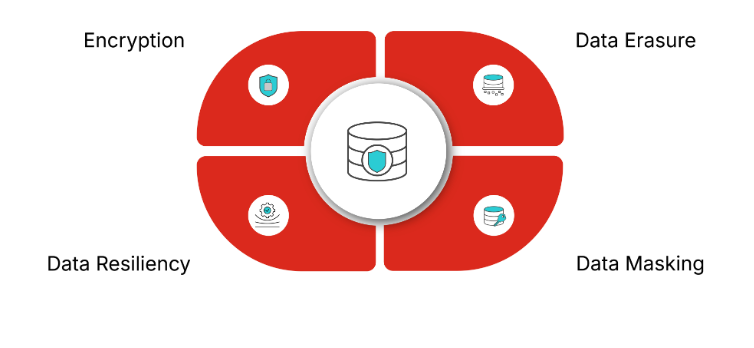 Encryption
Data Erasure
Data Resiliency
Data Masking